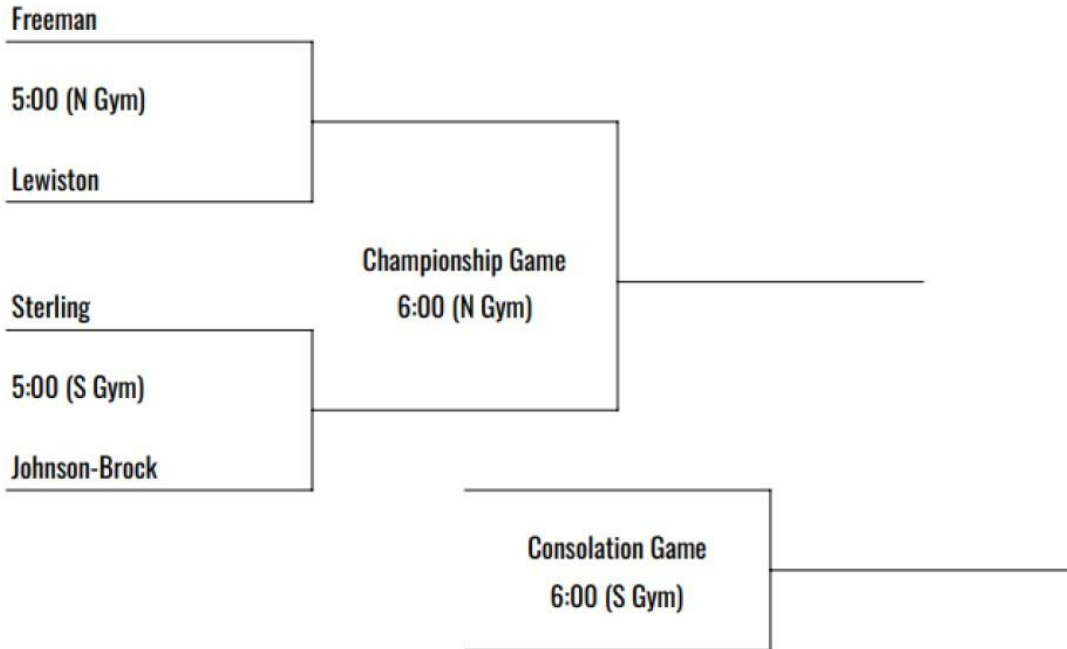 Freeman
5:00 (N Gym)
Lewiston
Championship Game
6:00 (N Gym)
Sterling
5:00 (S Gym)
Johnson-Brock
Consolation Game
6:00 (S Gym)